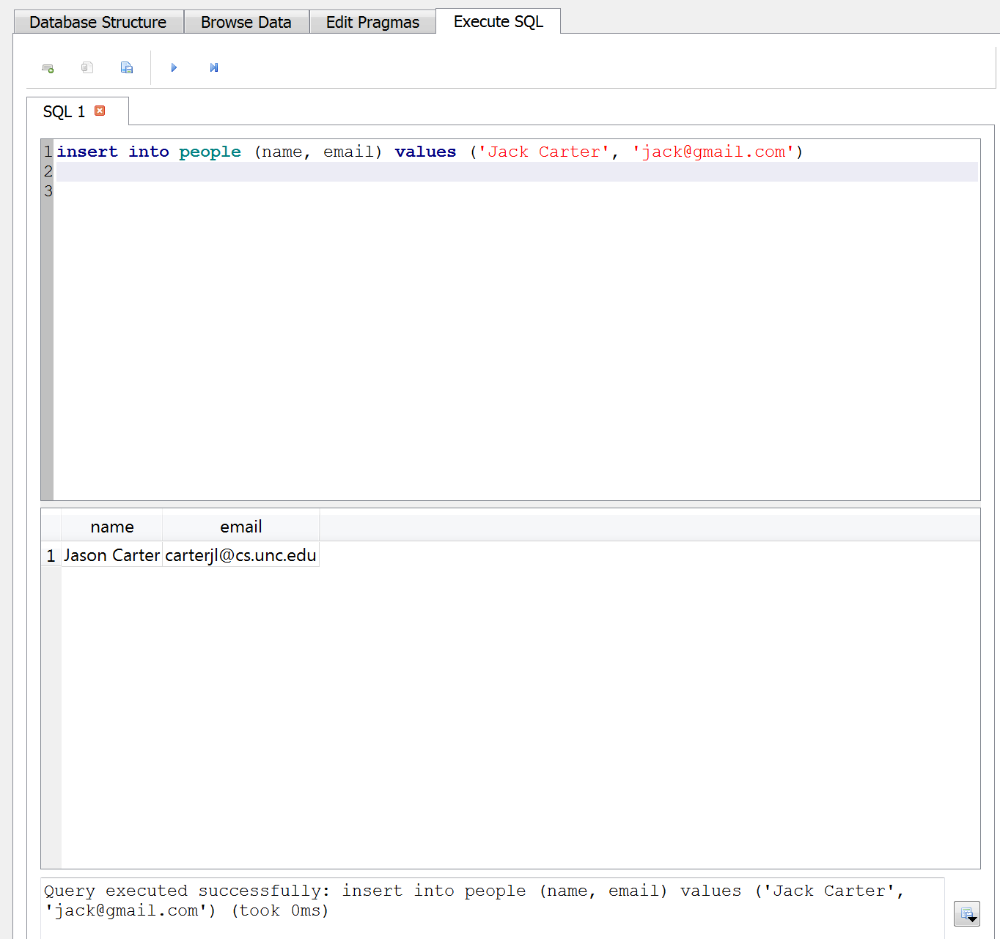 Database Structure Browse Data Edit Pragmas Execute SQL
SQL 1
1 insert into people (name, email) values ('Jack Carter', 'jack@gmail.com')
2
3
name email
1 Jason Carter carterjl@cs.unc.edu
Query executed successfully: insert into people (name, email) values ('Jack Carter',
'jack@gmail.com') (took 0ms)